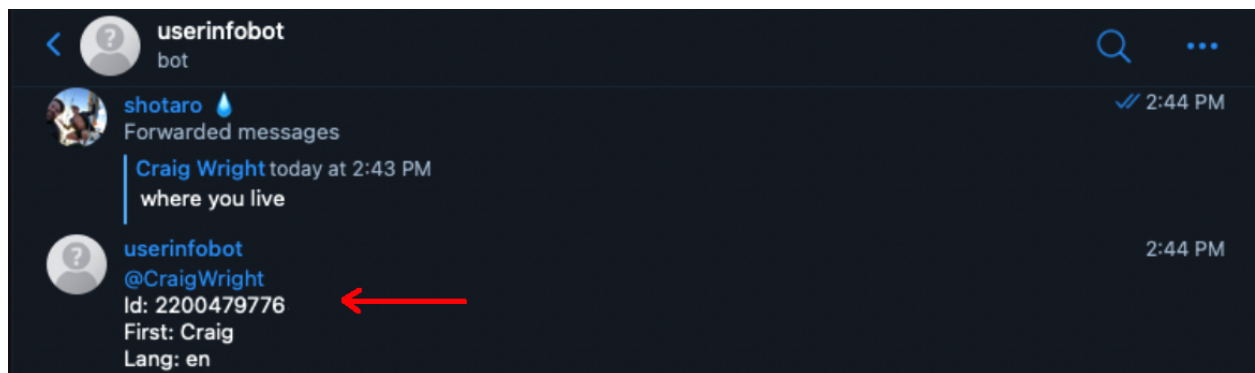 userinfobot
bot
shotaro 💧
2:44 PM
Forwarded messages
Craig Wright today at 2:43 PM
where you live
userinfobot
2:44 PM
@CraigWright
Id: 2200479776
First: Craig
Lang: en